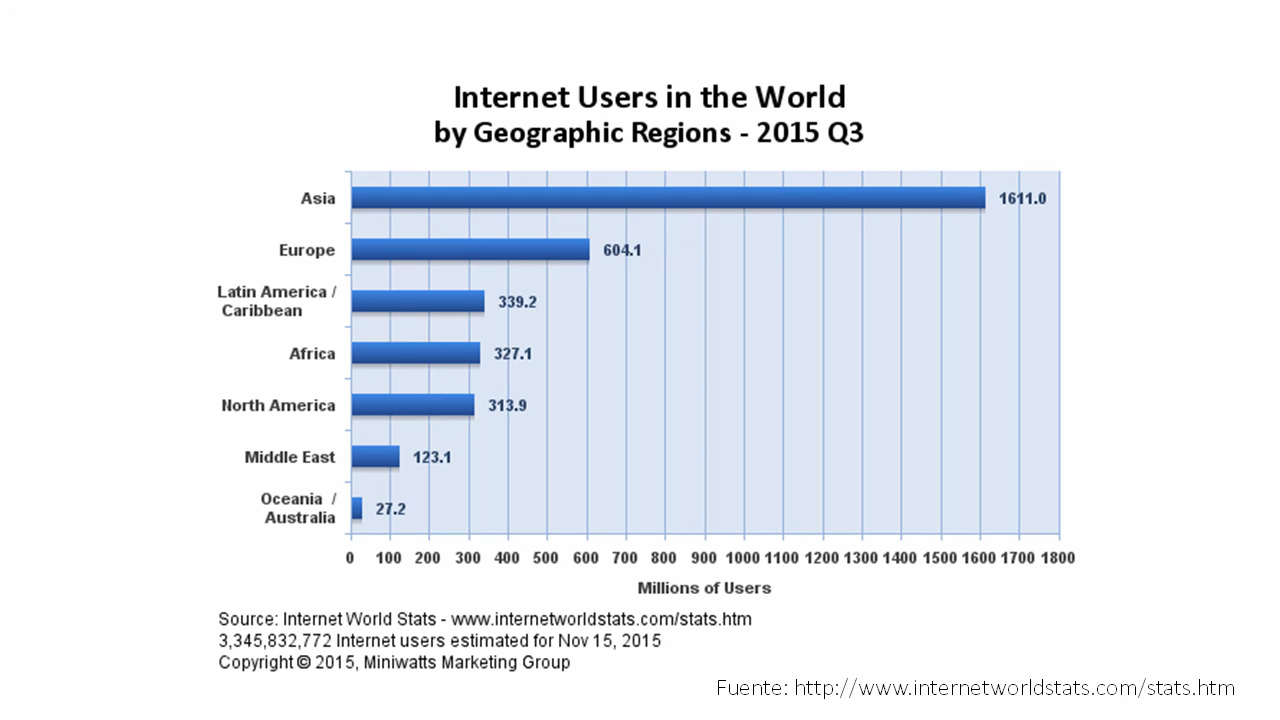 Internet Users in the World
by Geographic Regions - 2015 Q3
Asia
1611.0
Europe
604.1
Latin America /
Caribbean
339.2
Africa
327.1
North America
313.9
Middle East
123.1
Oceania /
Australia
27.2
0 100 200 300 400 500 600 700 800 900 1000 1100 1200 1300 1400 1500 1600 1700 1800
Millions of Users
Source: Internet World Stats - www.internetworldstats.com/stats.htm
3,345,832,772 Internet users estimated for Nov 15, 2015
Copyright © 2015, Miniwatts Marketing Group
Fuente: http://www.internetworldstats.com/stats.htm